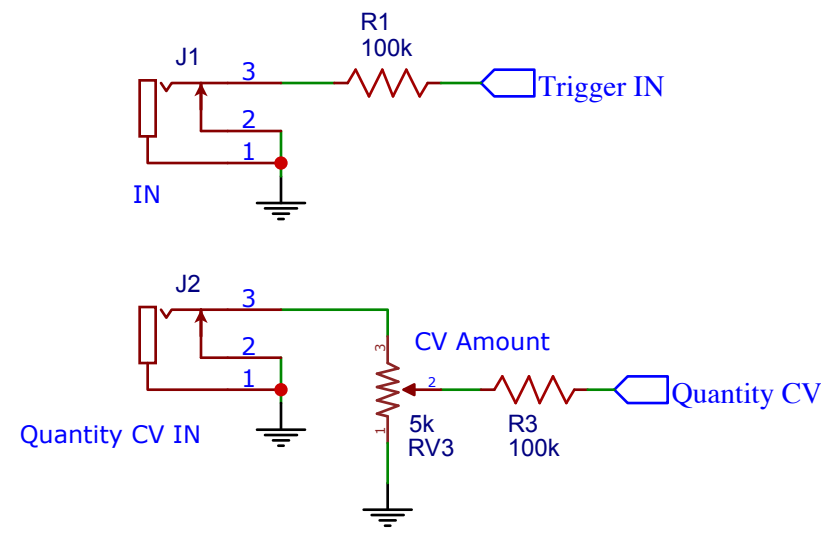 R1
100k
J1
3
2
1
Trigger IN
IN
J2
3
2
1
Quantity CV IN
CV Amount
3
2
1
5k
RV3
R3
100k
Quantity CV